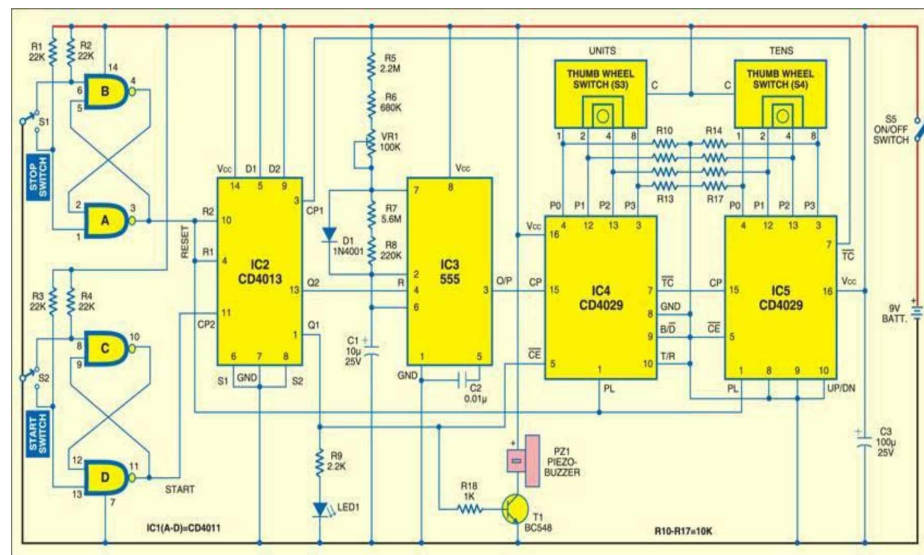 R1
22K
R2
22K
14
B
4
6
5
S1
STOP
SWITCH
2
A
3
1
R3
22K
R4
22K
8
C
10
9
S2
START
SWITCH
12
D
11
13
7
START
IC1(A-D)=CD4011
RESET
Vcc D1 D2
14 5 9
3
CP1
R2
10
R1
4
IC2
CD4013
13
Q2
CP2
11
1
Q1
6 7 8
S1 GND S2
R9
2.2K
LED1
R5
2.2M
R6
680K
VR1
100K
R7
5.6M
R8
220K
D1
1N4001
C1
10µ
25V
Vcc
8
7
2
R
4
6
IC3
555
3
O/P
1
5
GND
C2
0.01µ
R18
1K
T1
BC548
PZ1
PIEZO-
BUZZER
UNITS
THUMB WHEEL
SWITCH (S3)
C
1 2 4 8
TENS
THUMB WHEEL
SWITCH (S4)
C
1 2 4 8
R10
R14
R13
R17
P0 P1 P2 P3
4 12 13 3
Vcc
16
CP
15
IC4
CD4029
7
TC
8
GND
9
B/D
10
T/R
CE
5
1
PL
P0 P1 P2 P3
4 12 13 3
7
TC
CP
15
IC5
CD4029
16
Vcc
CE
5
1 8 9 10
PL
UP/DN
S5
ON/OFF
SWITCH
9V
BATT.
C3
100µ
25V
R10-R17=10K